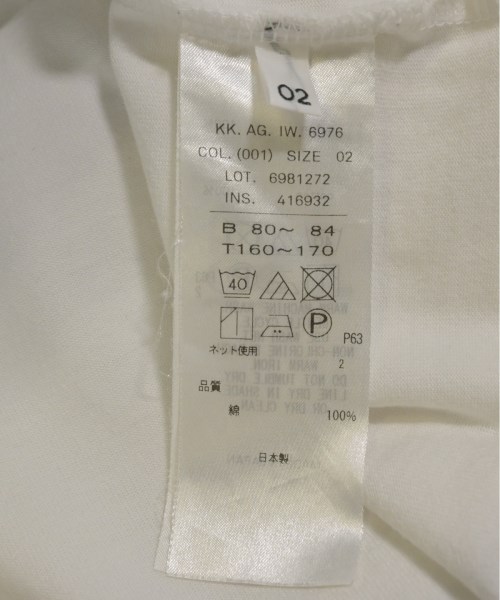 02
KK. AG. IW. 6976
COL. (001) SIZE 02
LOT. 6981272
INS. 416932
B 80〜 84
T160〜170
40
P
P63
ネット使用
2
品質
綿 100%
日本製